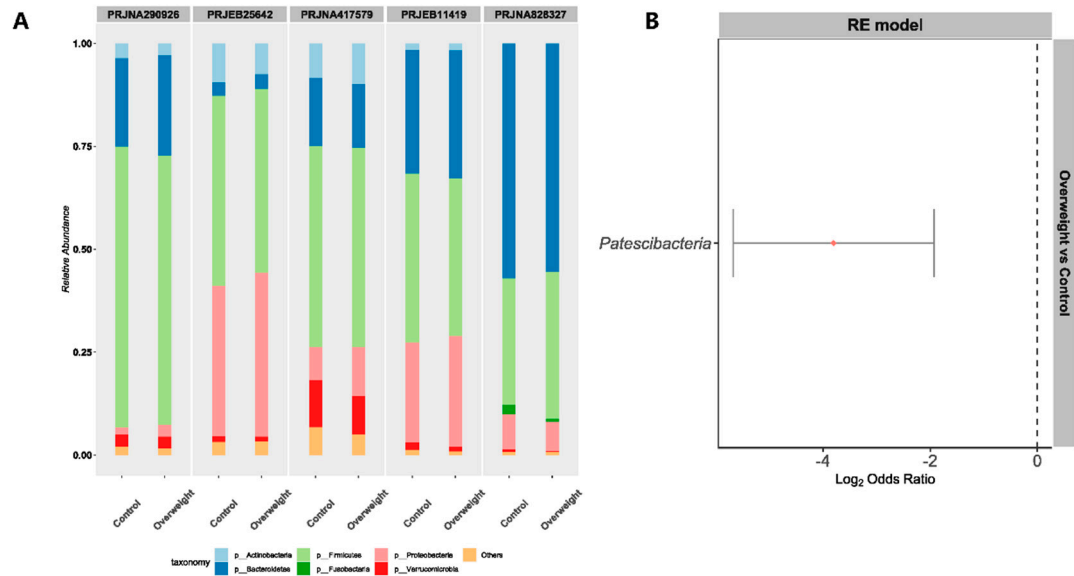 A
PRJNA290926 PRJEB25642 PRJNA417579 PRJEB11419 PRJNA828327
1.00
0.75
0.50
0.25
0.00
Relative Abundance
Control Overweight Control Overweight Control Overweight Control Overweight Control Overweight
taxonomy
p__Actinobacteria p__Firmicutes p__Proteobacteria Others
p__Bacteroidetes p__Fusobacteria p__Verrucomicrobia
B
RE model
Patescibacteria
Overweight vs Control
-4 -2 0
Log₂ Odds Ratio